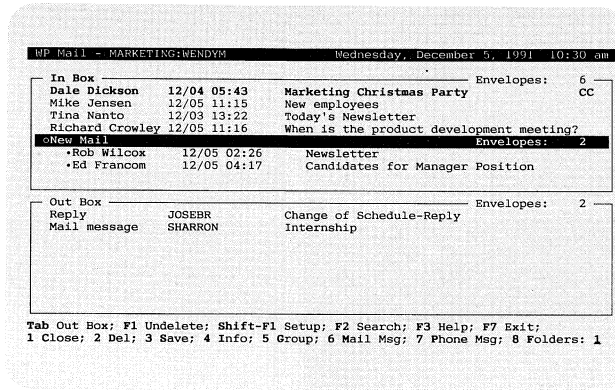 WP Mail - MARKETING:WENDYM Wednesday, December 5, 1991 10:30 am
In Box Envelopes: 6
Dale Dickson 12/04 05:43 Marketing Christmas Party CC
Mike Jensen 12/05 11:15 New employees
Tina Nanto 12/03 13:22 Today's Newsletter
Richard Crowley 12/05 11:16 When is the product development meeting?
oNew Mail Envelopes: 2
•Rob Wilcox 12/05 02:26 Newsletter
•Ed Francom 12/05 04:17 Candidates for Manager Position
Out Box Envelopes: 2
Reply JOSEBR Change of Schedule-Reply
Mail message SHARRON Internship
Tab Out Box; F1 Undelete; Shift-F1 Setup; F2 Search; F3 Help; F7 Exit;
1 Close; 2 Del; 3 Save; 4 Info; 5 Group; 6 Mail Msg; 7 Phone Msg; 8 Folders: 1